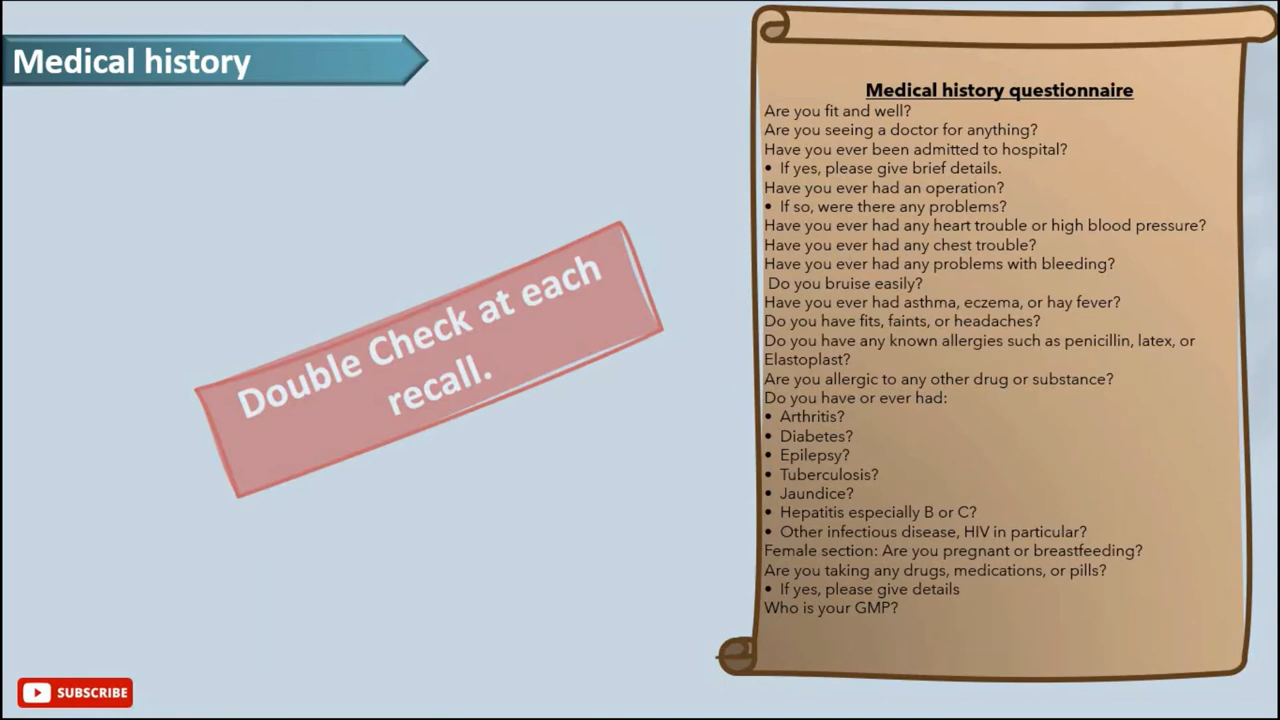 Medical history
Double Check at each
recall.
Medical history questionnaire
Are you fit and well?
Are you seeing a doctor for anything?
Have you ever been admitted to hospital?
• If yes, please give brief details.
Have you ever had an operation?
• If so, were there any problems?
Have you ever had any heart trouble or high blood pressure?
Have you ever had any chest trouble?
Have you ever had any problems with bleeding?
Do you bruise easily?
Have you ever had asthma, eczema, or hay fever?
Do you have fits, faints, or headaches?
Do you have any known allergies such as penicillin, latex, or
Elastoplast?
Are you allergic to any other drug or substance?
Do you have or ever had:
• Arthritis?
• Diabetes?
• Epilepsy?
• Tuberculosis?
• Jaundice?
• Hepatitis especially B or C?
• Other infectious disease, HIV in particular?
Female section: Are you pregnant or breastfeeding?
Are you taking any drugs, medications, or pills?
• If yes, please give details
Who is your GMP?
SUBSCRIBE